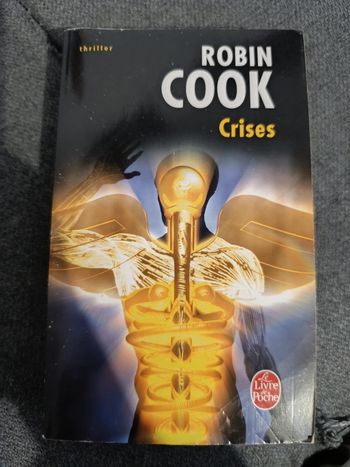 thriller
ROBIN
COOK
Crises
Le
Livre
de
Poche